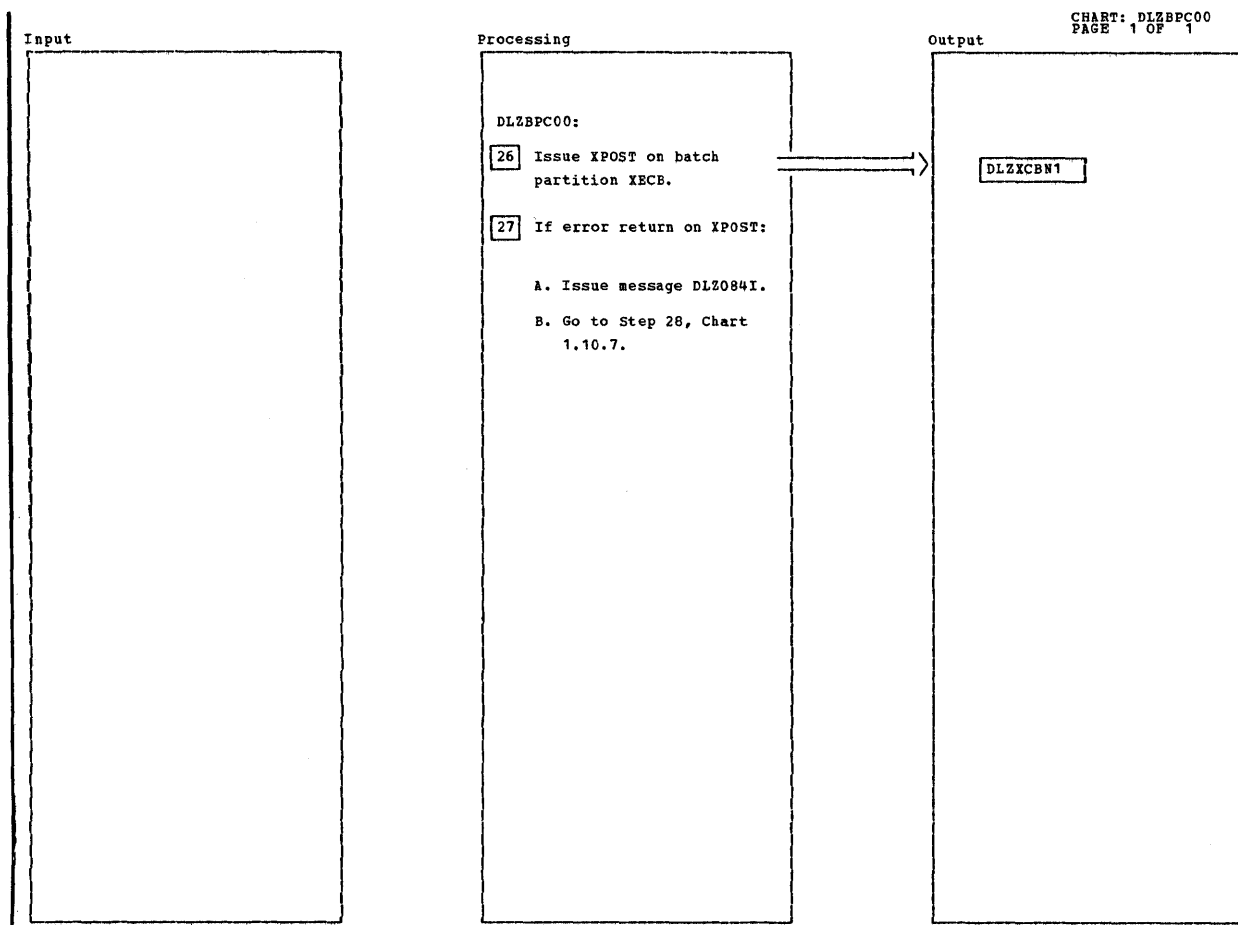 CHART: DLZBPC00
PAGE 1 OF 1
Input
Processing
Output
DLZBPC00:
26 Issue XPOST on batch
partition XECB.
DLZXCBN1
27 If error return on XPOST:
A. Issue message DLZ084I.
B. Go to Step 28, Chart
1.10.7.